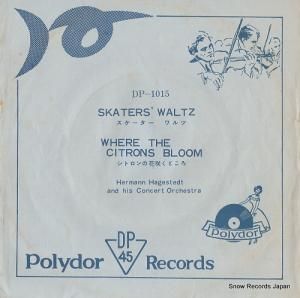 DP-1015
SKATERS' WALTZ
スケーター ワルツ
WHERE THE
CITRONS BLOOM
シトロンの花咲くところ
Hermann Hagestedt
and his Concert Orchestra
Polydor
DP
45
Polydor Records
Snow Records Japan